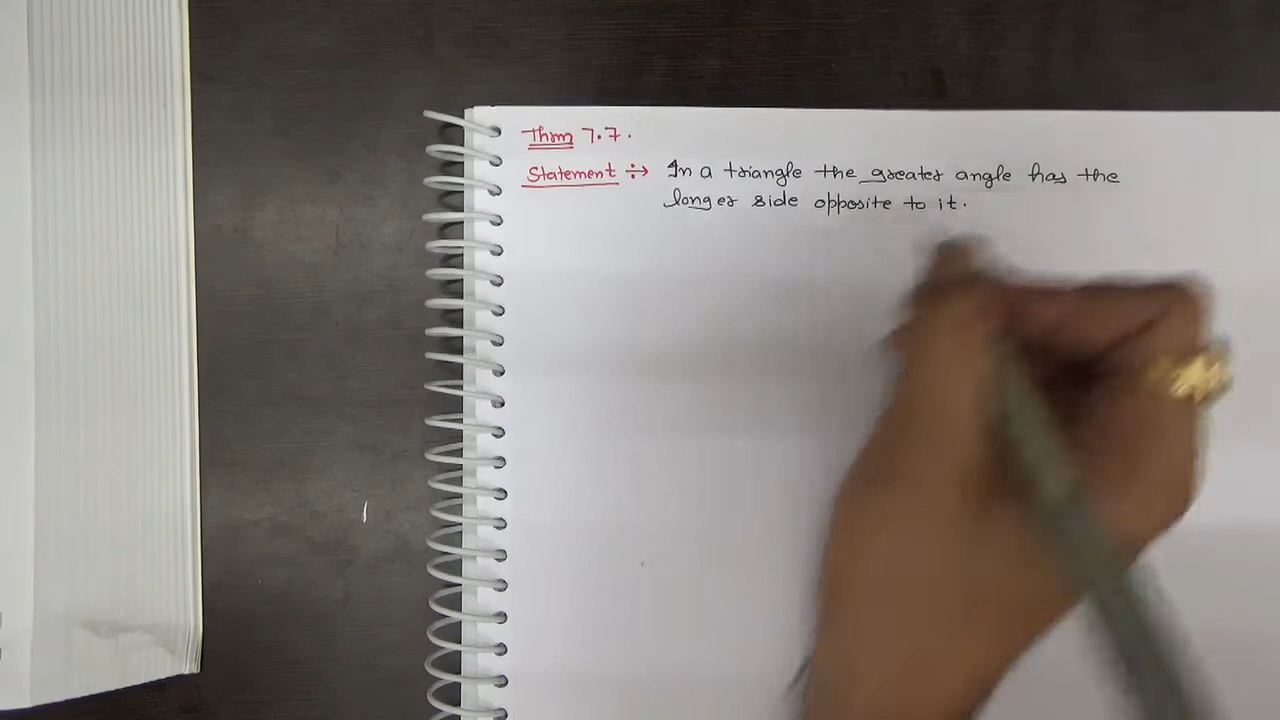 Thm 7.7.
Statement ÷→ In a triangle the greater angle has the
longer side opposite to it.